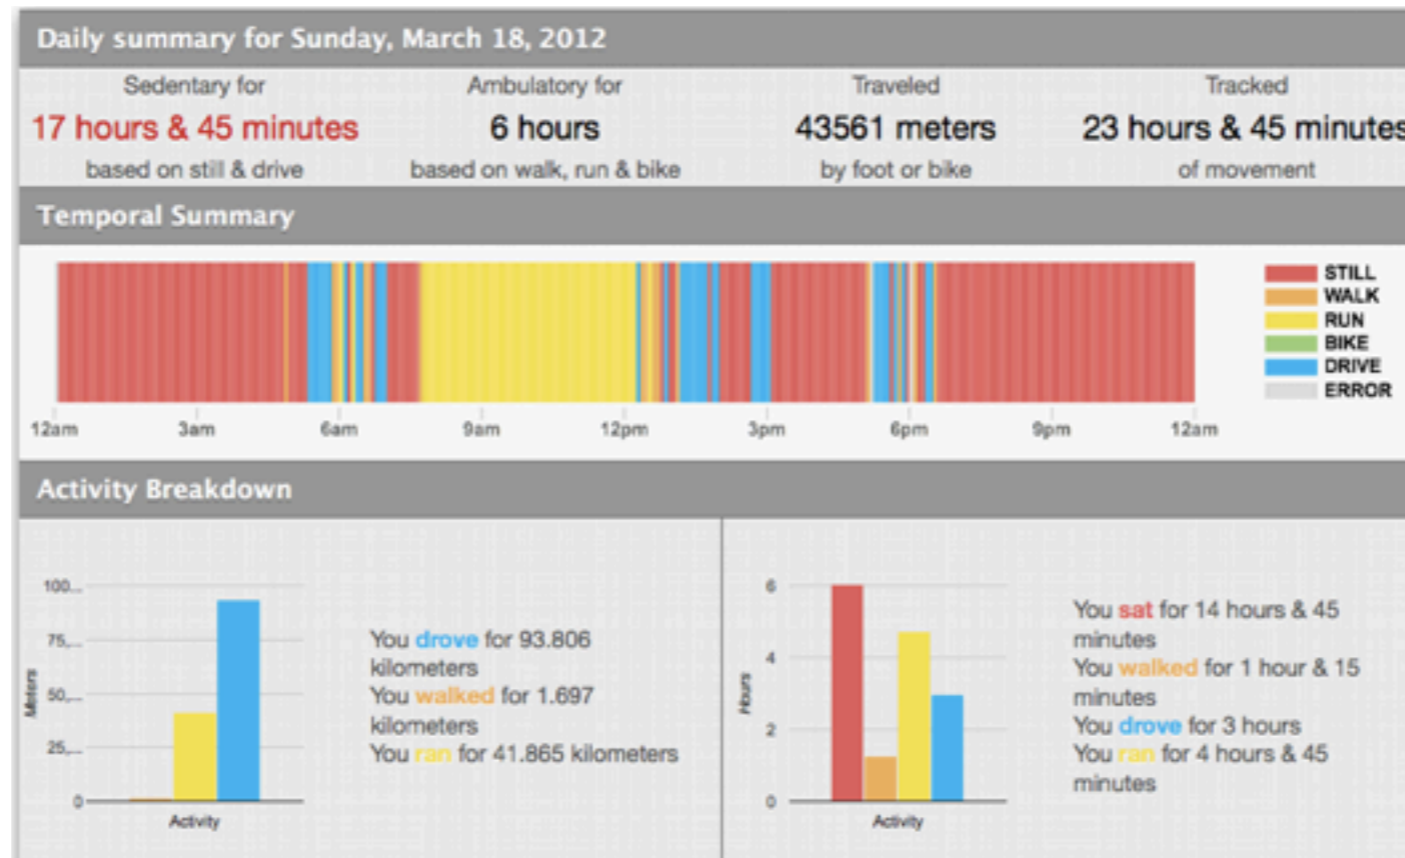 Daily summary for Sunday, March 18, 2012
Sedentary for
17 hours & 45 minutes
based on still & drive
Ambulatory for
6 hours
based on walk, run & bike
Traveled
43561 meters
by foot or bike
Tracked
23 hours & 45 minutes
of movement
Temporal Summary
STILL
WALK
RUN
BIKE
DRIVE
ERROR
12am 3am 6am 9am 12pm 3pm 6pm 9pm 12am
Activity Breakdown
100...
75,...
50,...
25,...
0
Meters
Activity
You drove for 93.806
kilometers
You walked for 1.697
kilometers
You ran for 41.865 kilometers
6
4
2
0
Hours
Activity
You sat for 14 hours & 45
minutes
You walked for 1 hour & 15
minutes
You drove for 3 hours
You ran for 4 hours & 45
minutes